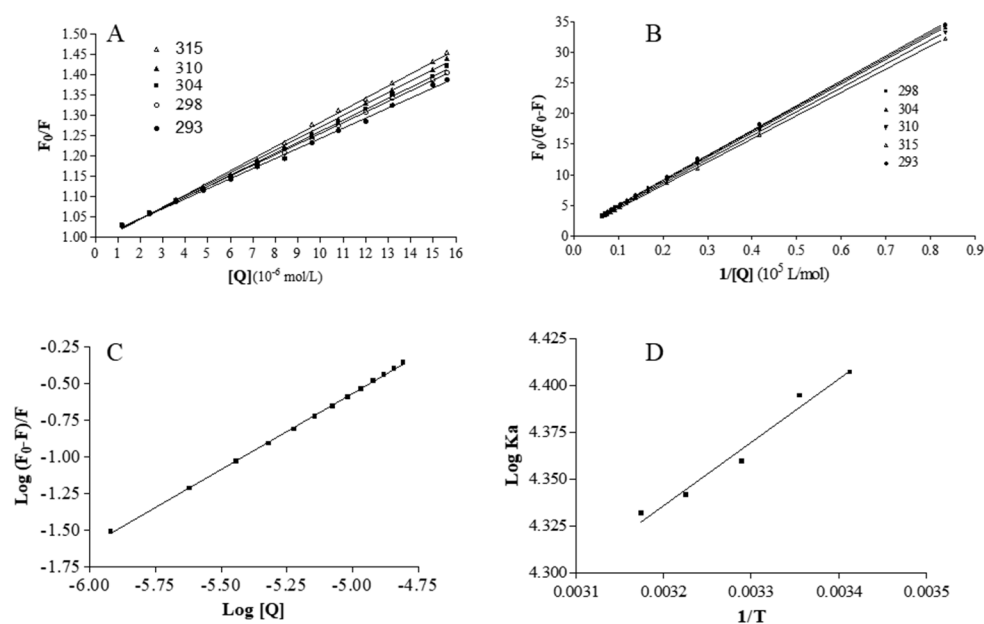 A
315
310
304
298
293
1.50
1.45
1.40
1.35
1.30
1.25
1.20
1.15
1.10
1.05
1.00
0 1 2 3 4 5 6 7 8 9 10 11 12 13 14 15 16
F0/F
[Q](10-6 mol/L)
B
35
30
25
20
15
10
5
0
298
304
310
315
293
0.0 0.1 0.2 0.3 0.4 0.5 0.6 0.7 0.8 0.9
F0/(F0-F)
1/[Q] (105 L/mol)
C
-0.25
-0.50
-0.75
-1.00
-1.25
-1.50
-1.75
-6.00 -5.75 -5.50 -5.25 -5.00 -4.75
Log (F0-F)/F
Log [Q]
D
4.425
4.400
4.375
4.350
4.325
4.300
0.0031 0.0032 0.0033 0.0034 0.0035
Log Ka
1/T